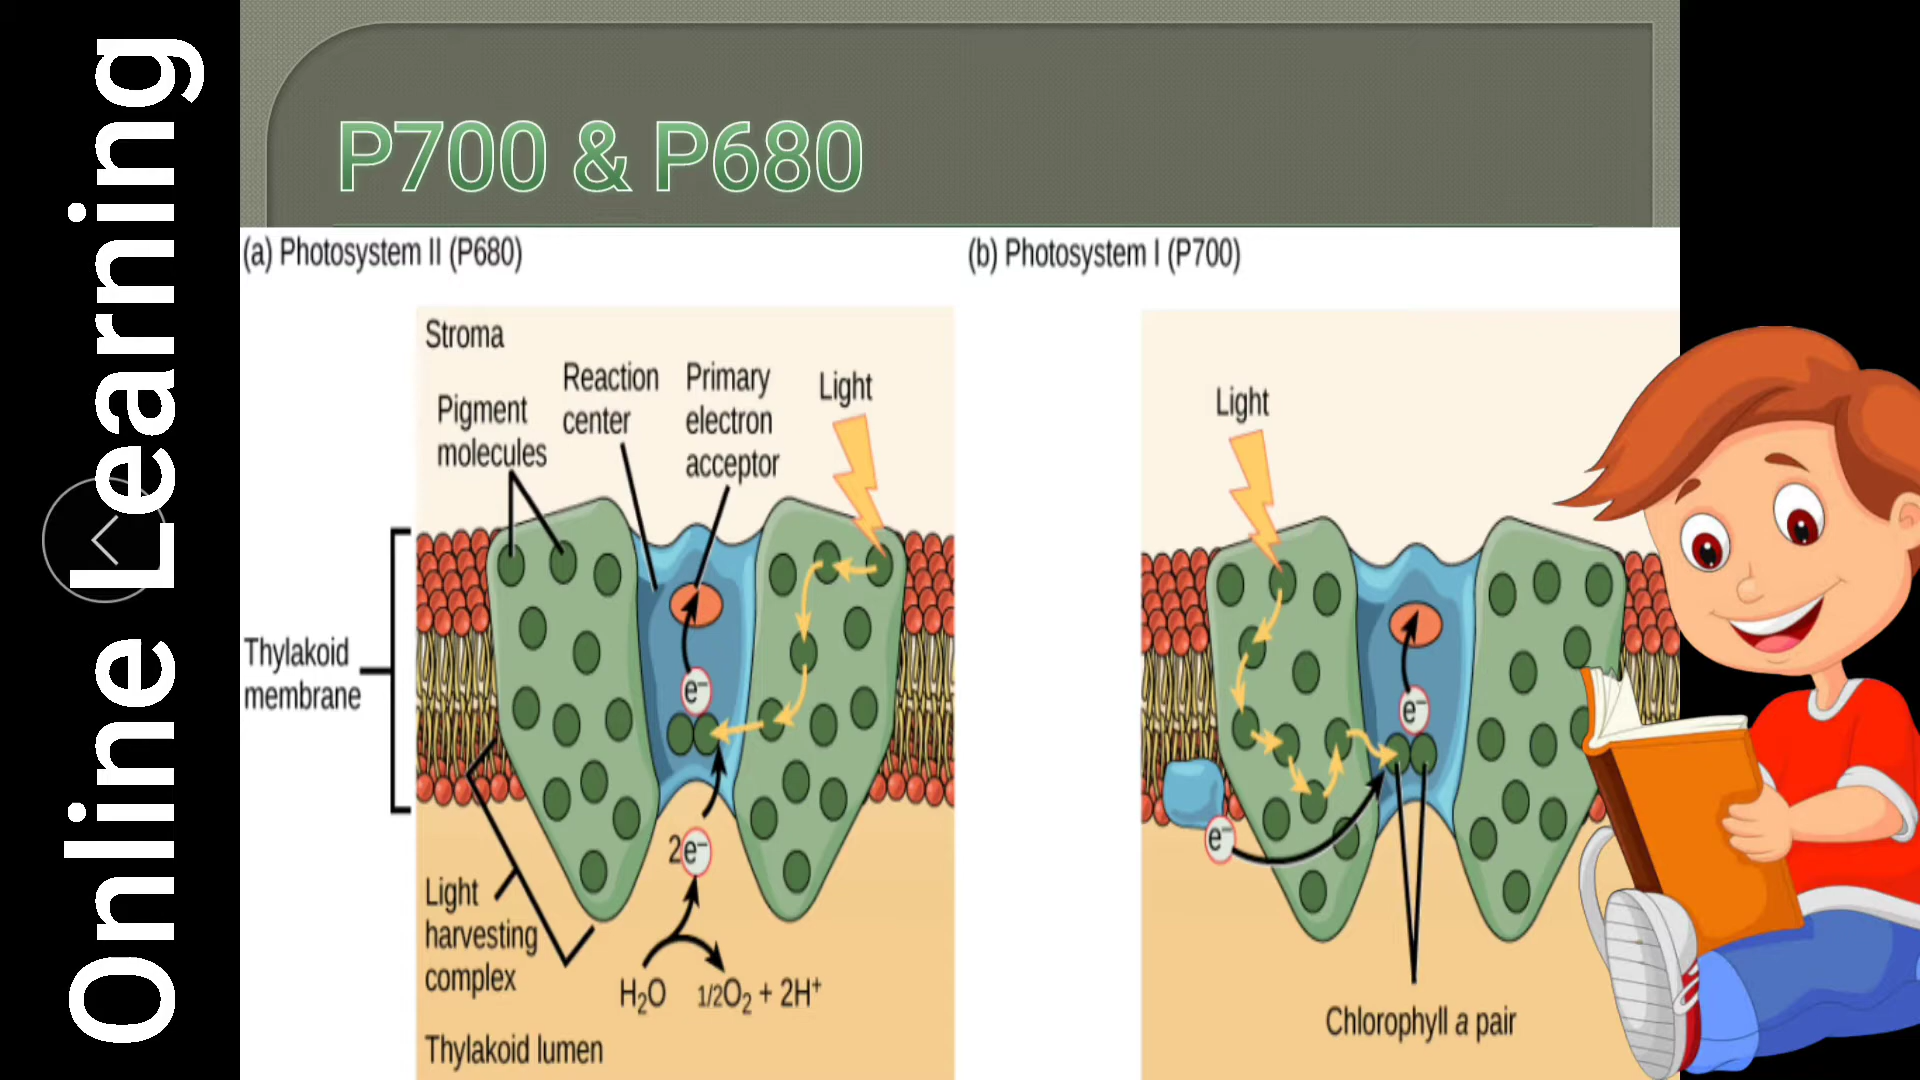 Online Learning
P700 & P680
(a) Photosystem II (P680)
(b) Photosystem I (P700)
Stroma
Pigment
molecules
Reaction
center
Primary
electron
acceptor
Light
Thylakoid
membrane
e⁻
2e⁻
Light
harvesting
complex
H₂O
1/2O₂ + 2H⁺
Thylakoid lumen
Light
e⁻
e⁻
Chlorophyll a pair